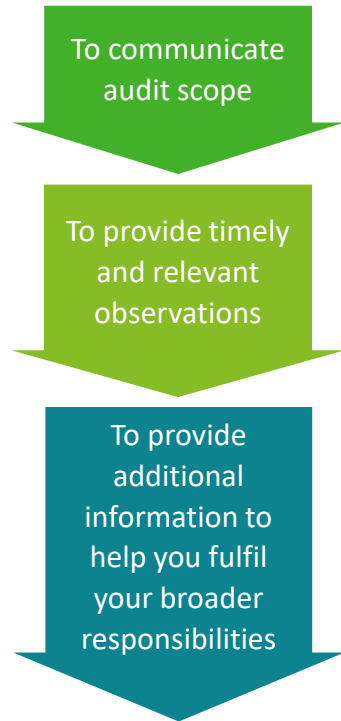 To communicate
audit scope
To provide timely
and relevant
observations
To provide
additional
information to
help you fulfil
your broader
responsibilities